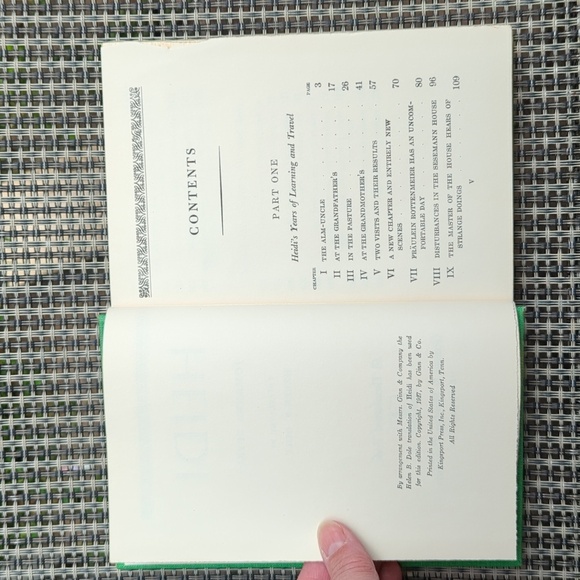 By arrangement with Messrs. Ginn & Company the
Helen B. Dole translation of Heidi has been used
for this edition. Copyright, 1927, by Ginn & Co.
Printed in the United States of America by
Kingsport Press, Inc., Kingsport, Tenn.
All Rights Reserved
CONTENTS
PART ONE
Heidi's Years of Learning and Travel
CHAPTER PAGE
I THE ALM-UNCLE . . . . . . . 3
II AT THE GRANDFATHER'S . . . . . 17
III IN THE PASTURE . . . . . . 26
IV AT THE GRANDMOTHER'S . . . . . 41
V TWO VISITS AND THEIR RESULTS . . . 57
VI A NEW CHAPTER AND ENTIRELY NEW
SCENES . . . . . . . . 70
VII FRÄULEIN ROTTENMEIER HAS AN UNCOM-
FORTABLE DAY . . . . . . . 80
VIII DISTURBANCES IN THE SESEMANN HOUSE 96
IX THE MASTER OF THE HOUSE HEARS OF
STRANGE DOINGS . . . . . . 109
V